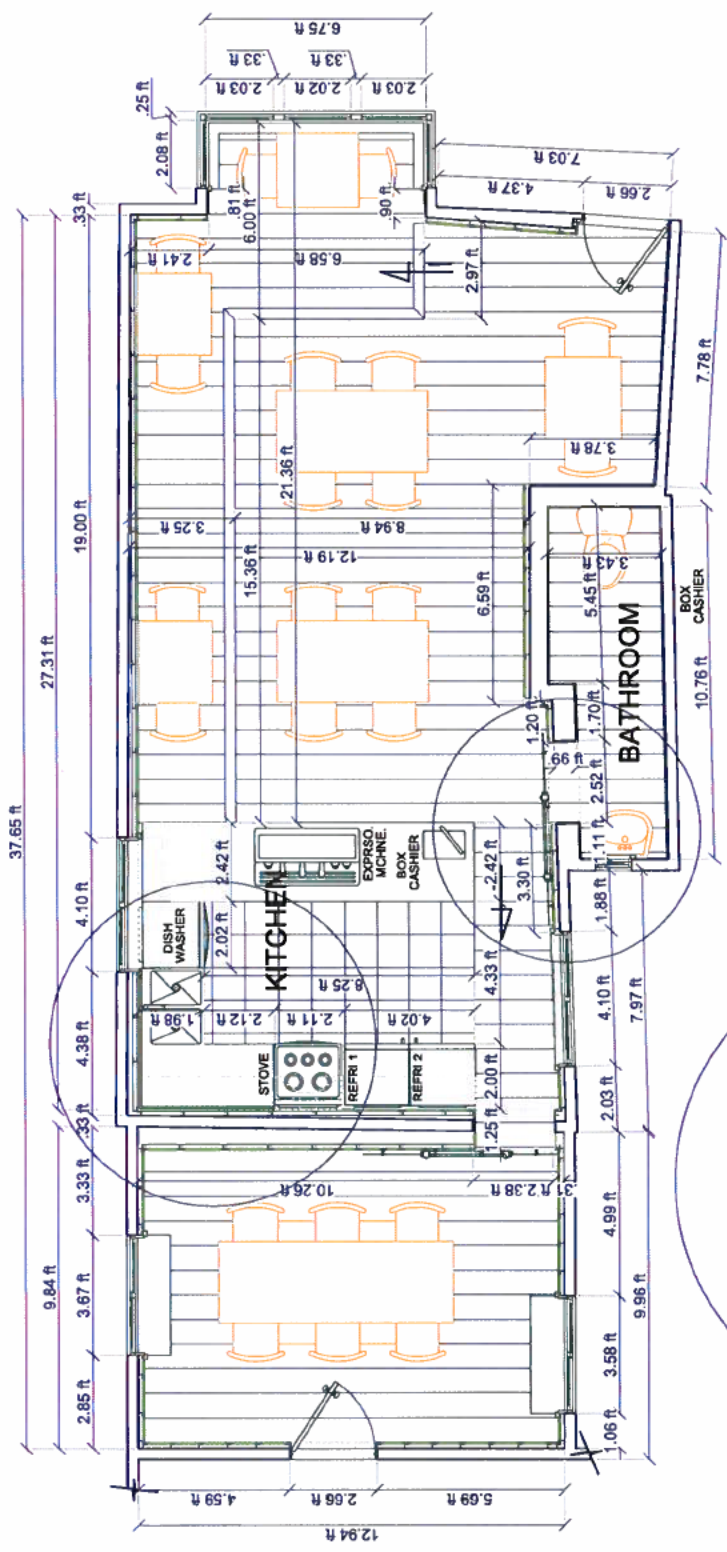 6.75 ft
.33 ft
.33 ft
2.03 ft
2.02 ft
2.03 ft
.25 ft
2.08 ft
.33 ft
7.03 ft
4.37 ft
2.66 ft
.81 ft
6.00 ft
.90 ft
2.41 ft
6.58 ft
2.97 ft
7.78 ft
37.65 ft
27.31 ft
19.00 ft
21.36 ft
15.36 ft
3.78 ft
3.25 ft
8.94 ft
12.19 ft
6.59 ft
3.43 ft
5.45 ft
BATHROOM
BOX
CASHIER
10.76 ft
1.20 ft
1.70 ft
.99 ft
2.52 ft
1.11 ft
4.10 ft
2.42 ft
EXPRSO.
MCHNE.
BOX
CASHIER
2.42 ft
3.30 ft
1.88 ft
DISH
WASHER
2.02 ft
KITCHEN
8.25 ft
4.33 ft
4.10 ft
7.97 ft
4.38 ft
1.98 ft
2.12 ft
2.11 ft
4.02 ft
STOVE
REFRI 1
REFRI 2
2.00 ft
2.03 ft
.33 ft
1.25 ft
3.33 ft
10.26 ft
2.38 ft
.31 ft
4.99 ft
9.84 ft
3.67 ft
9.96 ft
3.58 ft
2.85 ft
1.06 ft
4.59 ft
2.66 ft
5.69 ft
12.94 ft